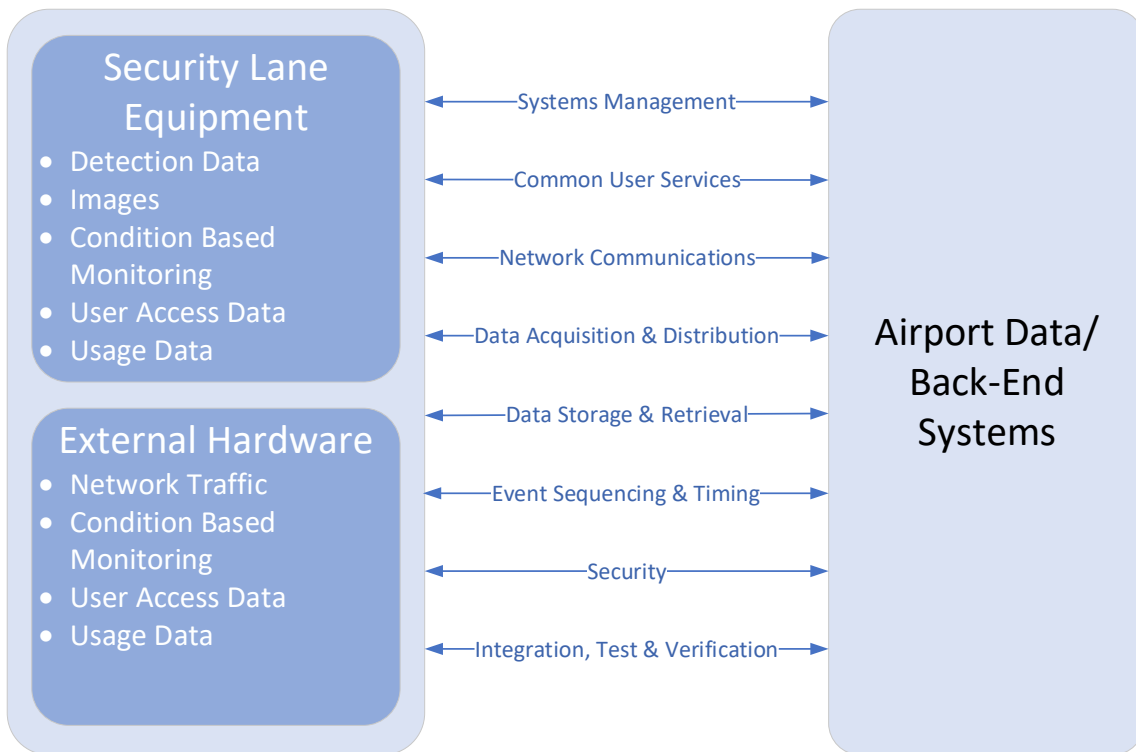 Security Lane
Equipment
• Detection Data
• Images
• Condition Based
Monitoring
• User Access Data
• Usage Data
External Hardware
• Network Traffic
• Condition Based
Monitoring
• User Access Data
• Usage Data
Systems Management
Common User Services
Network Communications
Data Acquisition & Distribution
Data Storage & Retrieval
Event Sequencing & Timing
Security
Integration, Test & Verification
Airport Data/
Back-End
Systems